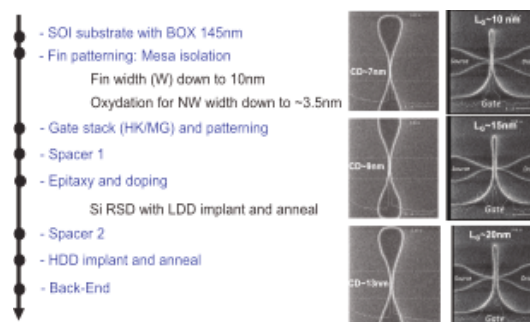 - SOI substrate with BOX 145nm
- Fin patterning: Mesa isolation
Fin width (W) down to 10nm
Oxydation for NW width down to ~3.5nm
- Gate stack (HK/MG) and patterning
- Spacer 1
- Epitaxy and doping
Si RSD with LDD implant and anneal
- Spacer 2
- HDD implant and anneal
- Back-End
CD~7nm
LG~10 nm
Source
Gate
CD~9nm
LG~15nm
Source
Gate
CD~13nm
LG~20nm
Source
Gate